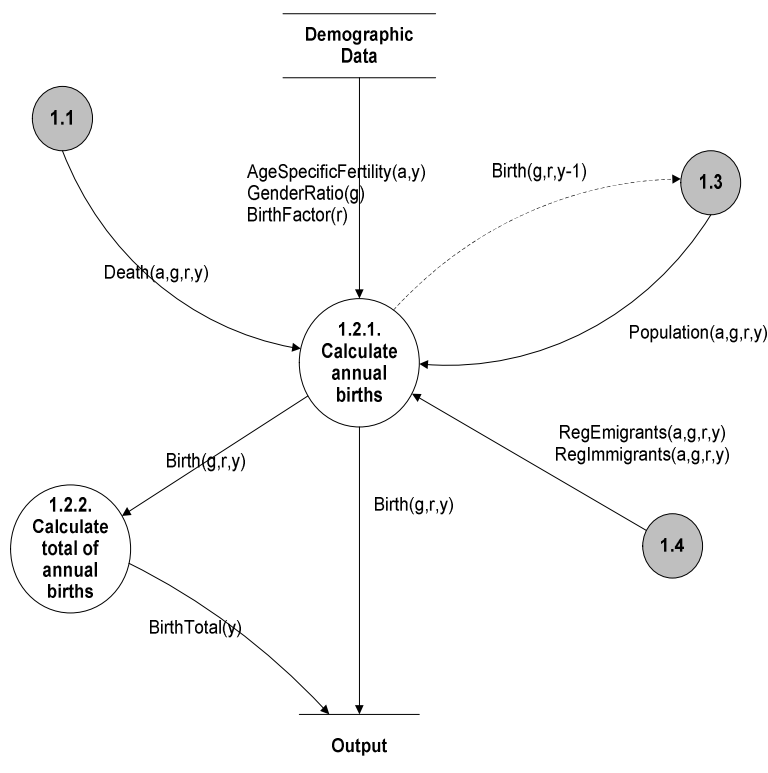 Demographic
Data
1.1
AgeSpecificFertility(a,y)
GenderRatio(g)
BirthFactor(r)
Birth(g,r,y-1)
1.3
Death(a,g,r,y)
1.2.1.
Calculate
annual
births
Population(a,g,r,y)
RegEmigrants(a,g,r,y)
RegImmigrants(a,g,r,y)
Birth(g,r,y)
Birth(g,r,y)
1.4
1.2.2.
Calculate
total of
annual
births
BirthTotal(y)
Output